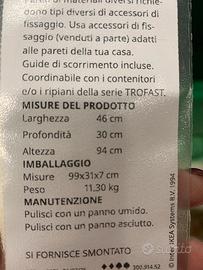 Pareti di materiali diversi richie-
dono tipi diversi di accessori di
fissaggio. Usa accessori di fis-
saggio (venduti a parte) adatti
alle pareti della tua casa.
Guide di scorrimento incluse.
Coordinabile con i contenitori
e/o i ripiani della serie TROFAST.
MISURE DEL PRODOTTO
Larghezza 46 cm
Profondità 30 cm
Altezza 94 cm
IMBALLAGGIO
Misure 99x31x7 cm
Peso 11,30 kg
MANUTENZIONE
Pulisci con un panno umido.
Pulisci con un panno asciutto.
SI FORNISCE SMONTATO
© Inter IKEA Systems B.V. 1994
subito